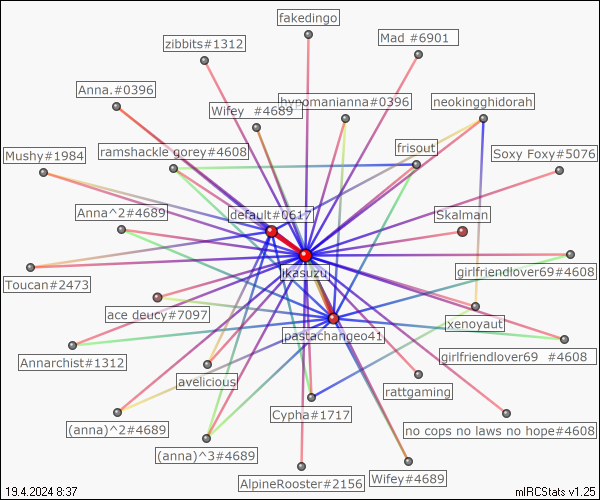 fakedingo
zibbits#1312
Mad #6901
Anna.#0396
Wifey  #4689
hypomanianna#0396
neokingghidorah
Mushy#1984
ramshackle gorey#4608
frisout
Soxy Foxy#5076
Anna^2#4689
default#0617
Skalman
Toucan#2473
jikasuzu
girlfriendlover69#4608
ace deucy#7097
xenoyaut
pastachangeo41
Annarchist#1312
girlfriendlover69  #4608
avelicious
rattgaming
Cypha#1717
(anna)^2#4689
no cops no laws no hope#4608
(anna)^3#4689
AlpineRooster#2156
Wifey#4689
19.4.2024 8:37
mIRCStats v1.25